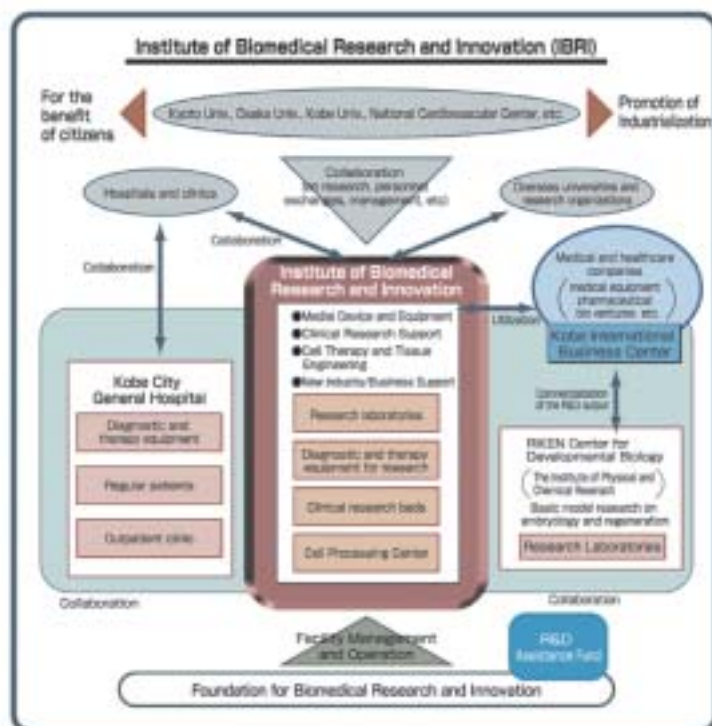 Institute of Biomedical Research and Innovation (IBRI)
For the
benefit
of citizens
Kyoto Univ., Osaka Univ., Kobe Univ., National Cardiovascular Center, etc.
Promotion of
Industrialization
Collaboration
(on research, personnel
exchanges, management, etc)
Hospitals and clinics
Overseas universities and
research organizations
Collaboration
Collaboration
Institute of Biomedical
Research and Innovation
●Medial Device and Equipment
●Clinical Research Support
●Cell Therapy and Tissue
Engineering
●New Industry/Business Support
Research laboratories
Diagnostic and therapy
equipment for research
Clinical research beds
Cell Processing Center
Medical and healthcare
companies
(medical equipment
pharmaceutical
bio ventures. etc.)
Utilization
Kobe International
Business Center
Commercialization
of the R&D output
Kobe City
General Hospital
Diagnostic and
therapy equipment
Regular patients
Outpatient clinic
RIKEN Center for
Developmental Biology
(The Institute of Physical and
Chemical Research)
Basic model research on
embryology and regeneration
Research Laboratories
Collaboration
Collaboration
Facility Management
and Operation
R&D
Assistance Fund
Foundation for Biomedical Research and Innovation